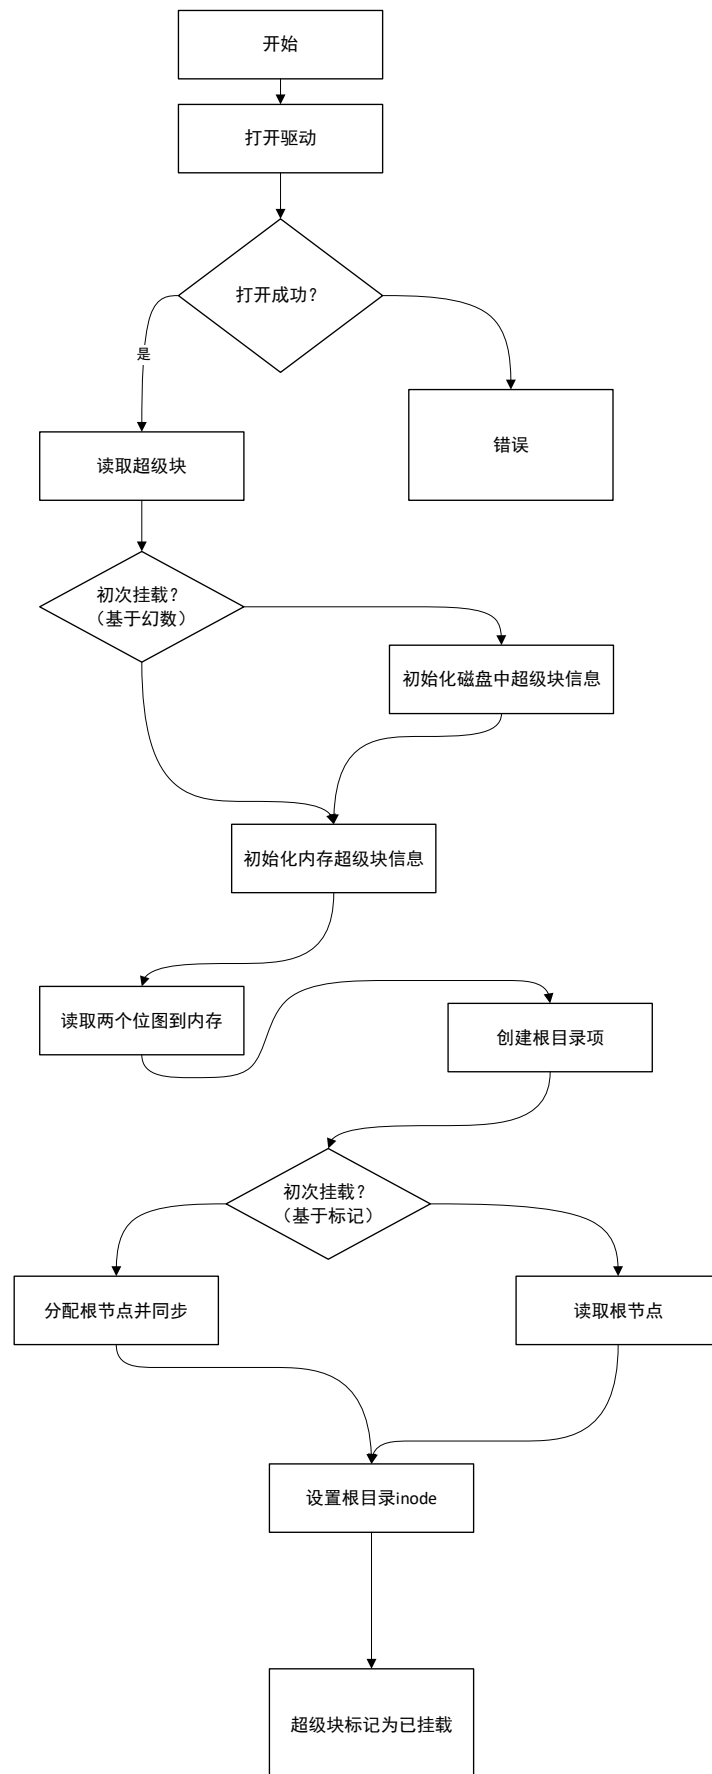 开始
打开驱动
打开成功？
是
错误
读取超级块
初次挂载？
（基于幻数）
初始化磁盘中超级块信息
初始化内存超级块信息
读取两个位图到内存
创建根目录项
初次挂载？
（基于标记）
分配根节点并同步
读取根节点
设置根目录inode
超级块标记为已挂载